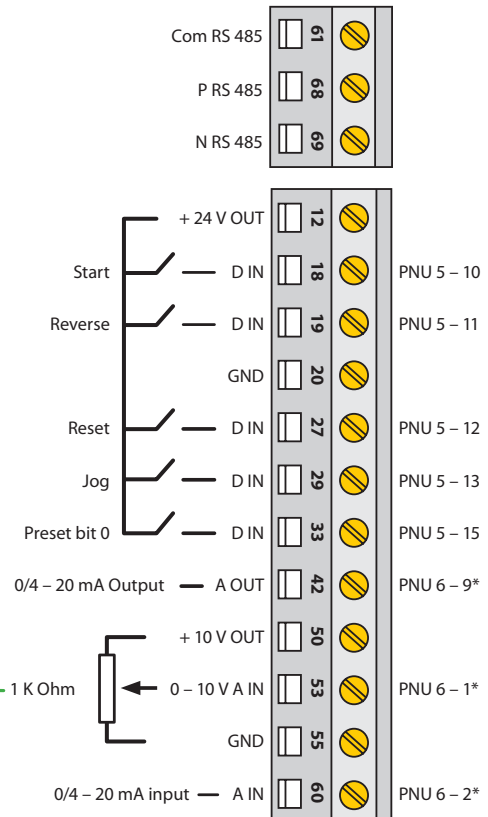 Com RS 485 61
P RS 485 68
N RS 485 69
+ 24 V OUT 12
Start D IN 18 PNU 5 – 10
Reverse D IN 19 PNU 5 – 11
GND 20
Reset D IN 27 PNU 5 – 12
Jog D IN 29 PNU 5 – 13
Preset bit 0 D IN 33 PNU 5 – 15
0/4 – 20 mA Output A OUT 42 PNU 6 – 9*
+ 10 V OUT 50
1 K Ohm 0 – 10 V A IN 53 PNU 6 – 1*
GND 55
0/4 – 20 mA input A IN 60 PNU 6 – 2*